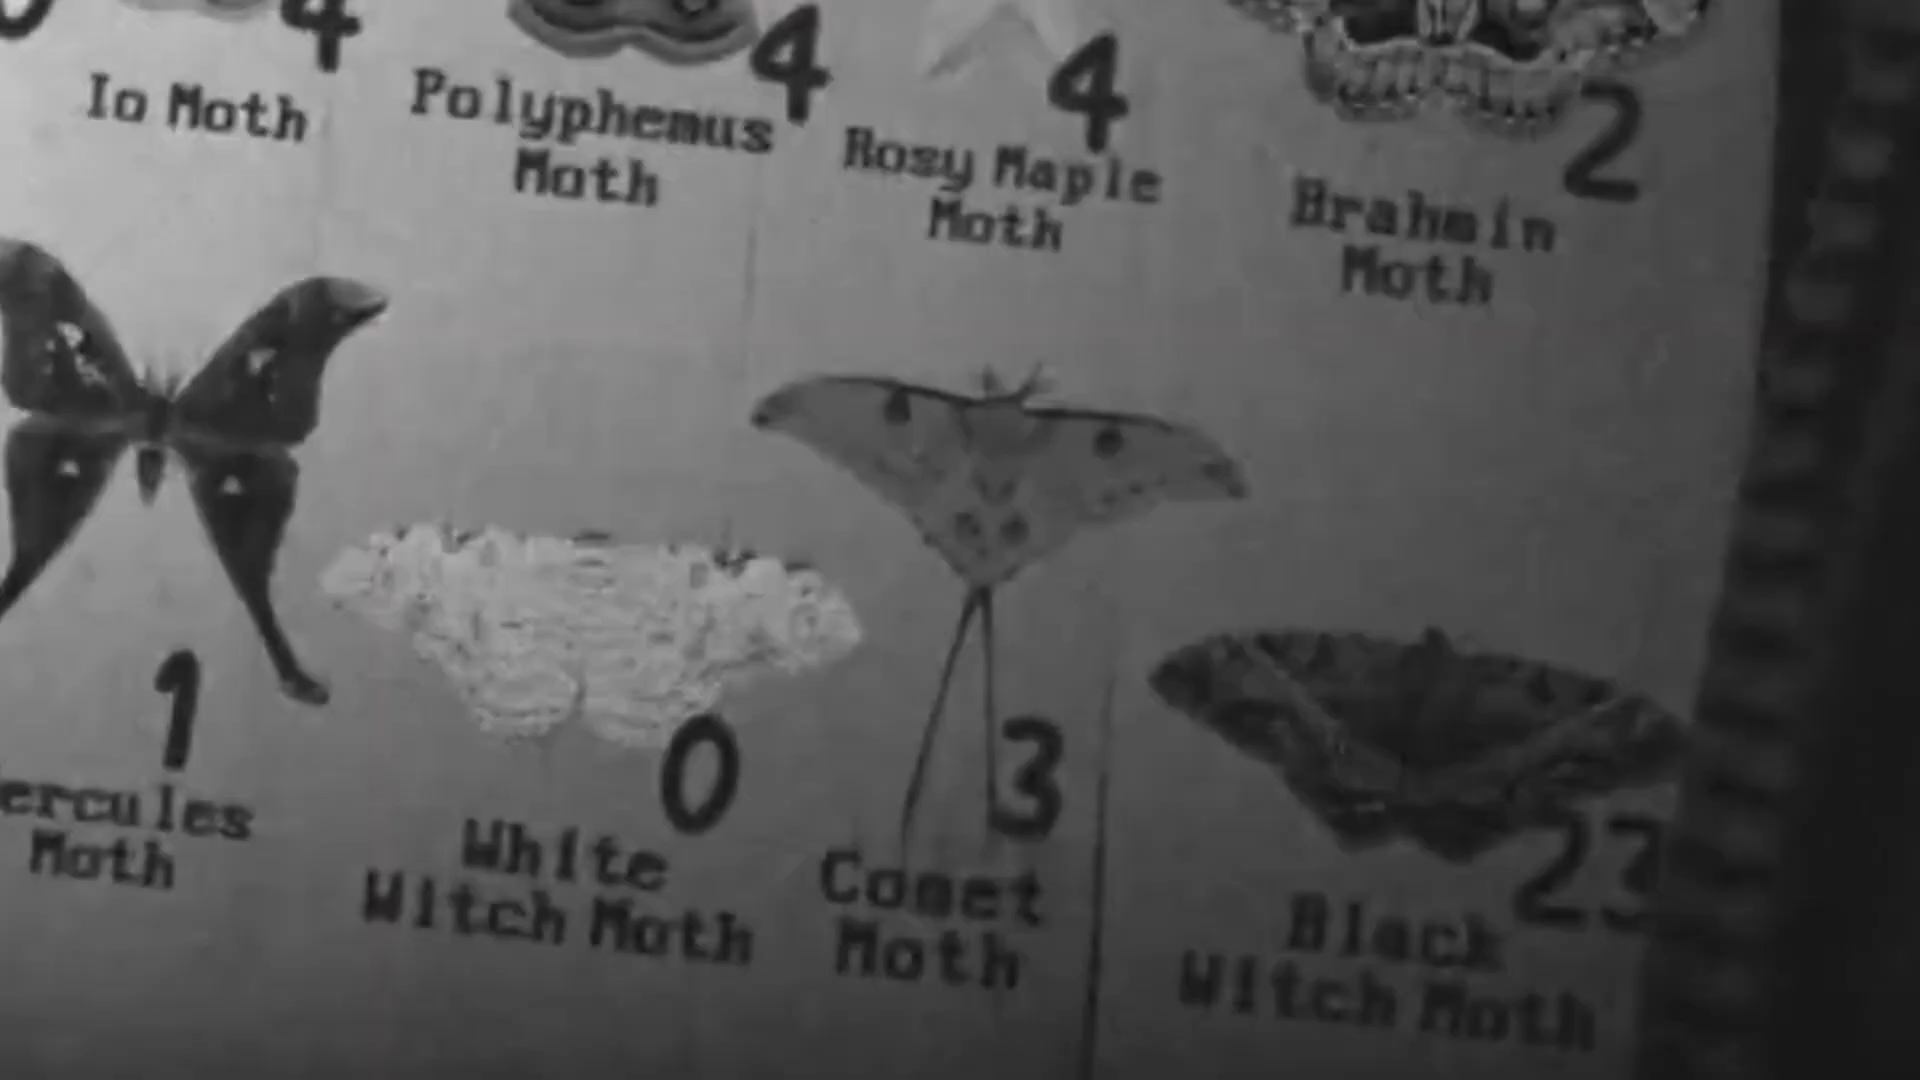 4
Io Moth
4
Polyphemus
Moth
4
Rosy Maple
Moth
2
Brahmin
Moth
1
ercules
Moth
0
White
Witch Moth
3
Comet
Moth
23
Black
Witch Moth